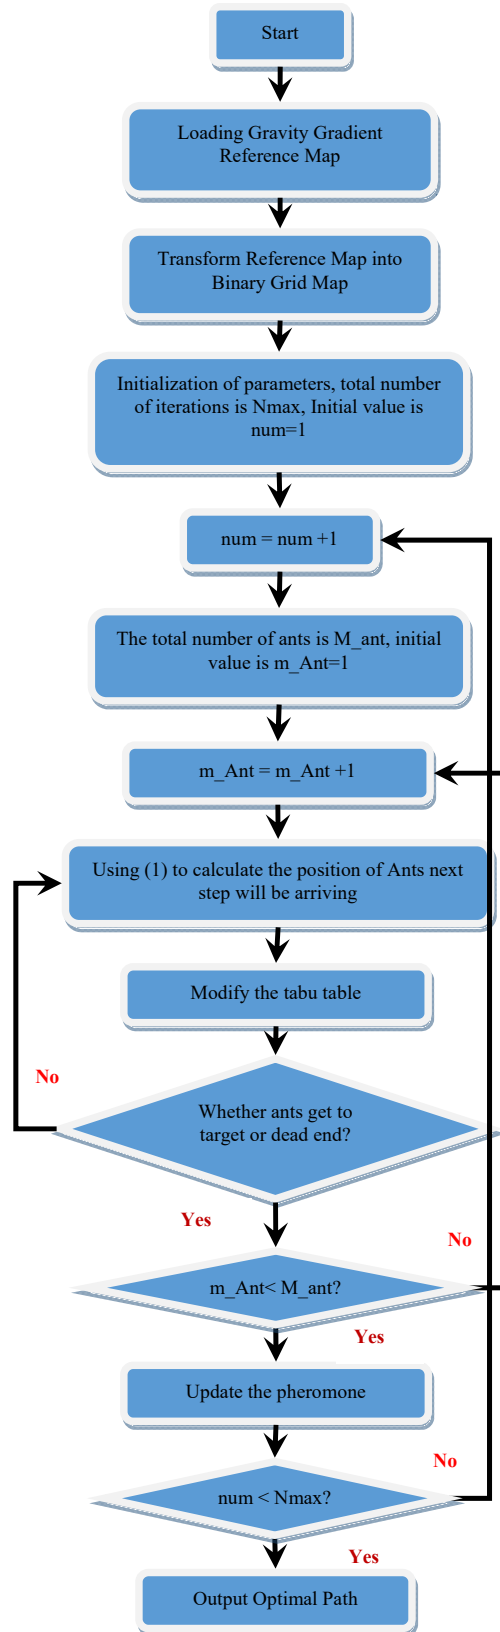 Start
Loading Gravity Gradient
Reference Map
Transform Reference Map into
Binary Grid Map
Initialization of parameters, total number
of iterations is Nmax, Initial value is
num=1
num = num +1
The total number of ants is M_ant, initial
value is m_Ant=1
m_Ant = m_Ant +1
Using (1) to calculate the position of Ants next
step will be arriving
Modify the tabu table
No
Whether ants get to
target or dead end?
Yes
No
m_Ant< M_ant?
Yes
Update the pheromone
No
num < Nmax?
Yes
Output Optimal Path